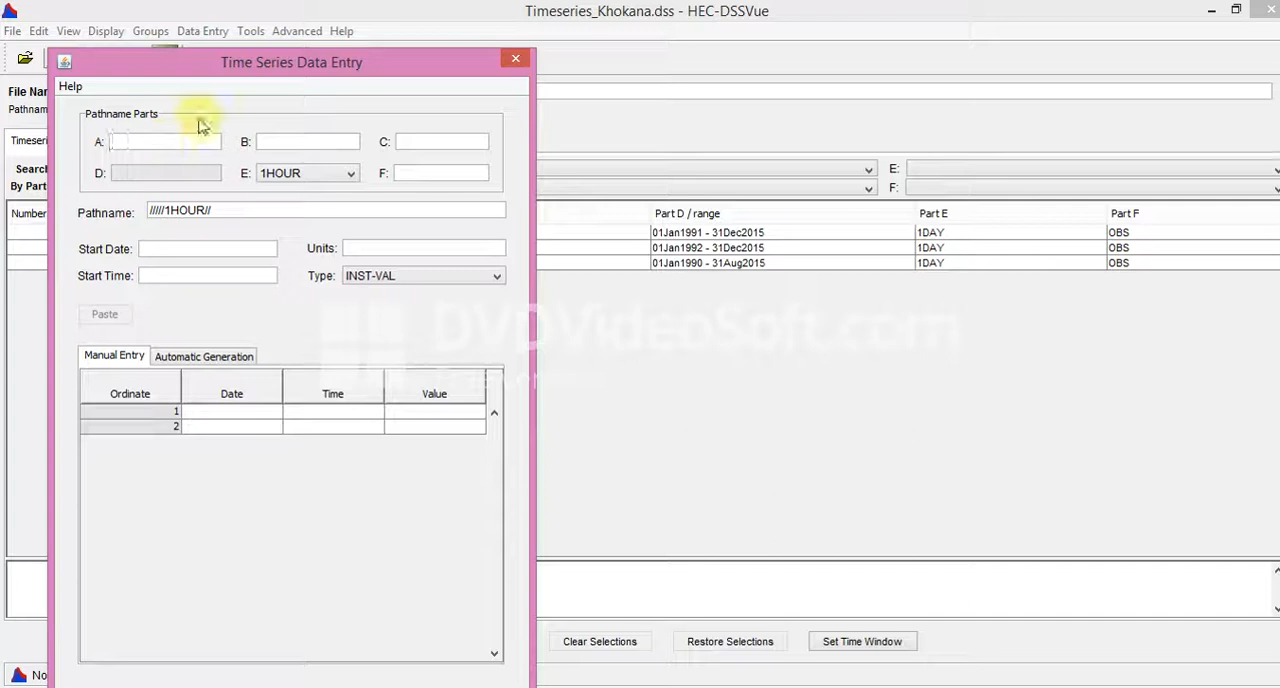 Timeseries_Khokana.dss - HEC-DSSVue
File Edit View Display Groups Data Entry Tools Advanced Help
Time Series Data Entry
Help
File Nar
Pathname
Pathname Parts
A: B: C:
D: E: 1HOUR F:
Timeseri
Search
By Part
E:
F:
Pathname: /////1HOUR//
Number Part D / range Part E Part F
01Jan1991 - 31Dec2015 1DAY OBS
01Jan1992 - 31Dec2015 1DAY OBS
01Jan1990 - 31Aug2015 1DAY OBS
Start Date: Units:
Start Time: Type: INST-VAL
Paste
DVDVideoSoft.com
Manual Entry Automatic Generation
Ordinate Date Time Value
1
2
Clear Selections Restore Selections Set Time Window
No